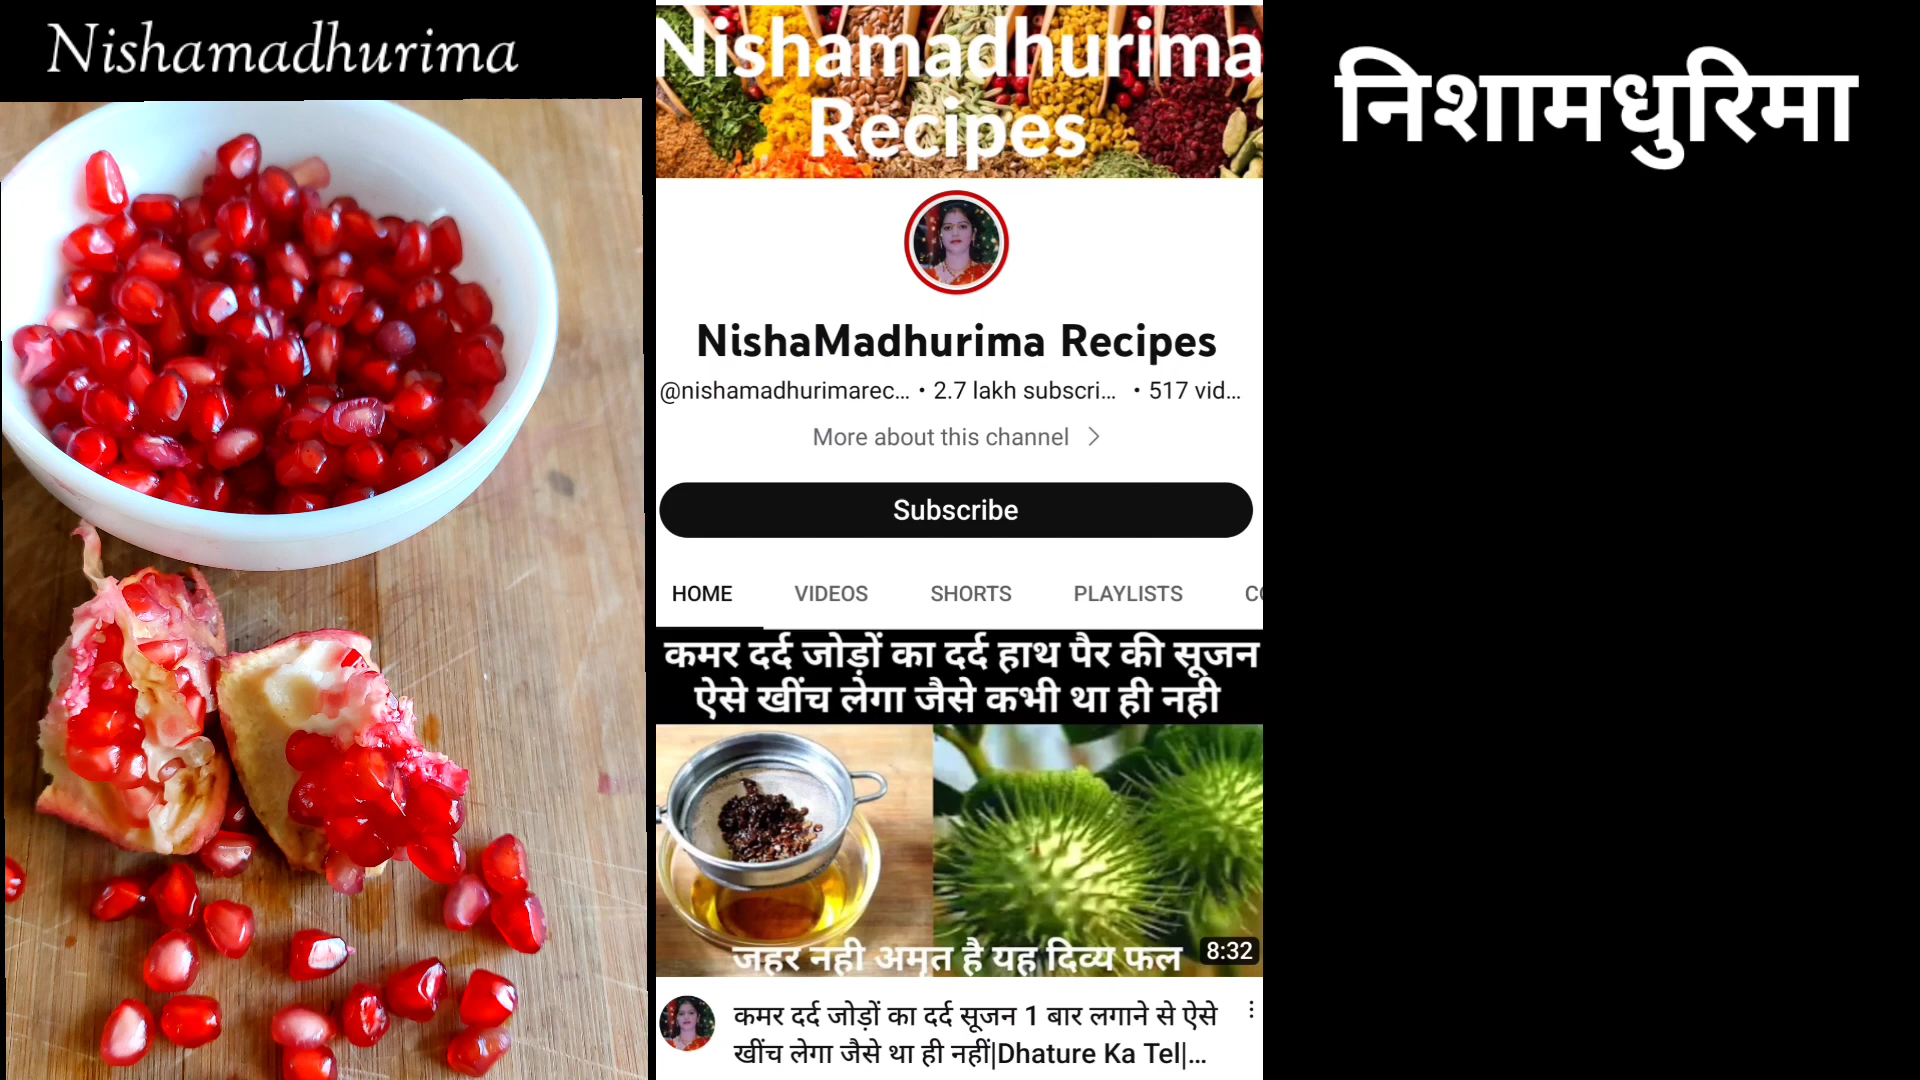 Nishamadhurima
Nishamadhurima
Recipes
NishaMadhurima Recipes
@nishamadhurimarec... • 2.7 lakh subscri... • 517 vid...
More about this channel >
Subscribe
HOME VIDEOS SHORTS PLAYLISTS
कमर दर्द जोड़ों का दर्द हाथ पैर की सूजन
ऐसे खींच लेगा जैसे कभी था ही नही
जहर नही अमृत है यह दिव्य फल
8:32
कमर दर्द जोड़ों का दर्द सूजन 1 बार लगाने से ऐसे
खींच लेगा जैसे था ही नहीं|Dhature Ka Tel|...
निशामधुरिमा